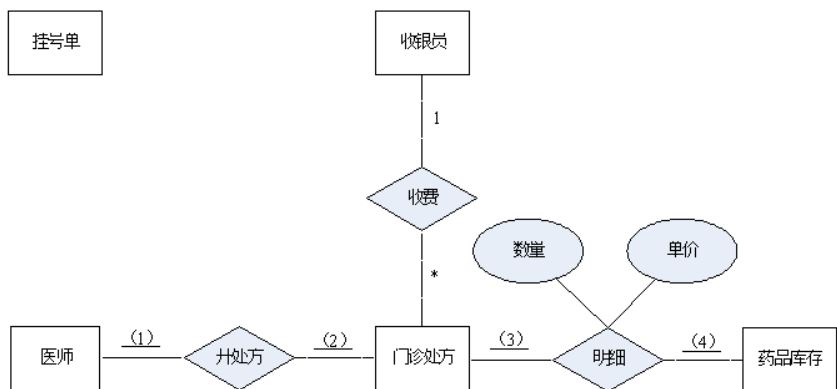 挂号单
收银员
1
收费
数量
单价
*
医师
(1)
开处方
(2)
门诊处方
(3)
明细
(4)
药品库存